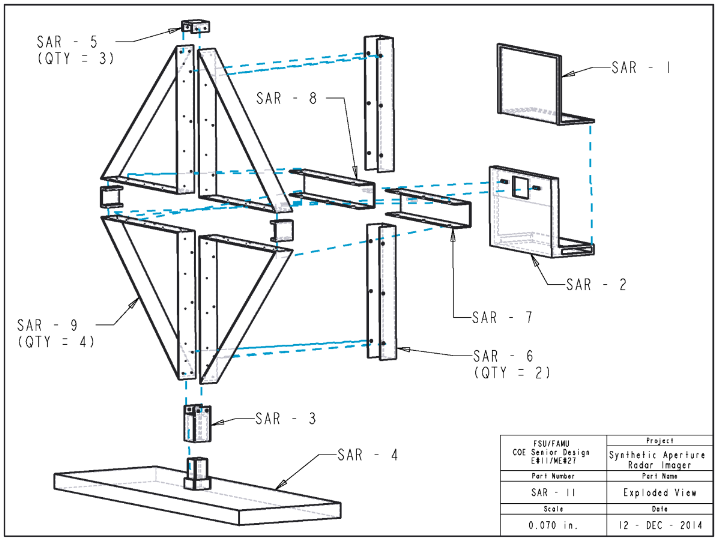 SAR - 5
(QTY = 3)
SAR - 8
SAR - 1
SAR - 2
SAR - 7
SAR - 9
(QTY = 4)
SAR - 6
(QTY = 2)
SAR - 3
SAR - 4
FSU/FAMU
COE Senior Design
E#11/ME#27
Project
Synthetic Aperture
Radar Imager
Part Number
Part Name
SAR - 11
Exploded View
Scale
Date
0.070 in.
12 - DEC - 2014